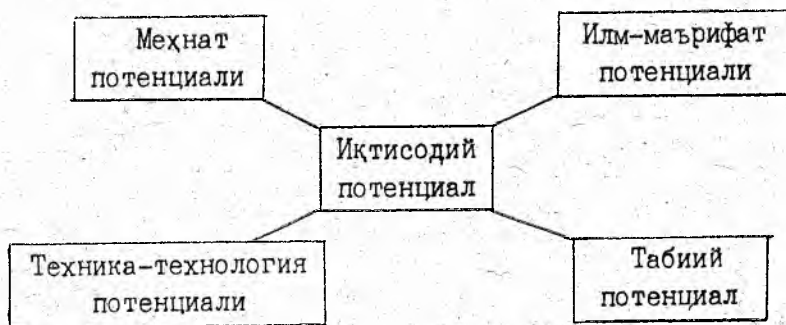 Меҳнат
потенциали
Илм-маърифат
потенциали
Иқтисодий
потенциал
Техника-технология
потенциали
Табиий
потенциал